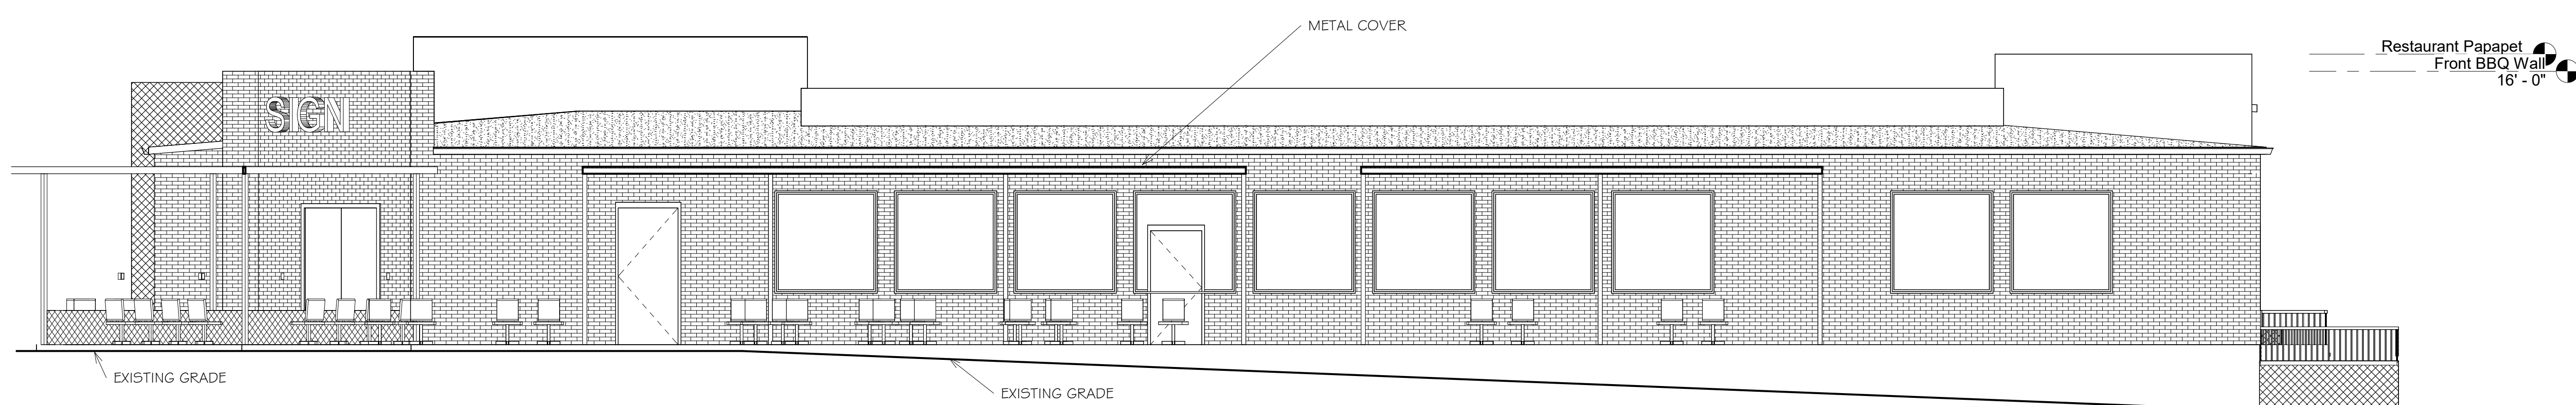 METAL COVER
Restaurant Papapet
Front BBQ Wall
16' - 0"
SIGN
EXISTING GRADE
EXISTING GRADE